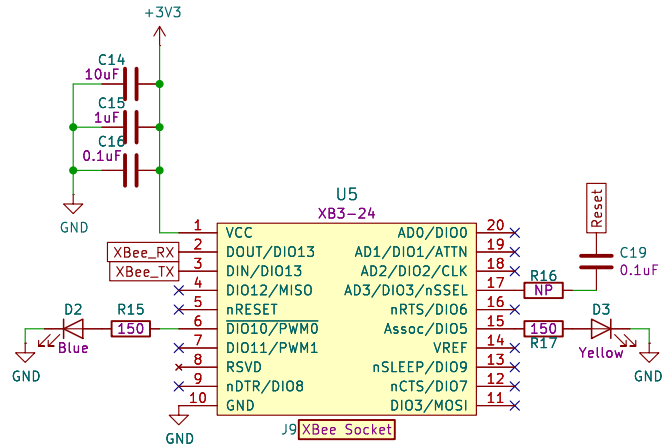 +3V3
C14
10uF
C15
1uF
C16
0.1uF
GND
U5
XB3-24
1 VCC AD0/DIO0 20
XBee_RX 2 DOUT/DIO13 AD1/DIO1/ATTN 19
XBee_TX 3 DIN/DIO13 AD2/DIO2/CLK 18
4 DIO12/MISO AD3/DIO3/nSSEL 17
5 nRESET nRTS/DIO6 16
6 DIO10/PWM0 Assoc/DIO5 15
7 DIO11/PWM1 VREF 14
8 RSVD nSLEEP/DIO9 13
9 nDTR/DIO8 nCTS/DIO7 12
10 GND DIO3/MOSI 11
J9 XBee Socket
Reset
C19
0.1uF
R16
NP
D2
Blue
R15
150
GND
GND
150
R17
D3
Yellow
GND